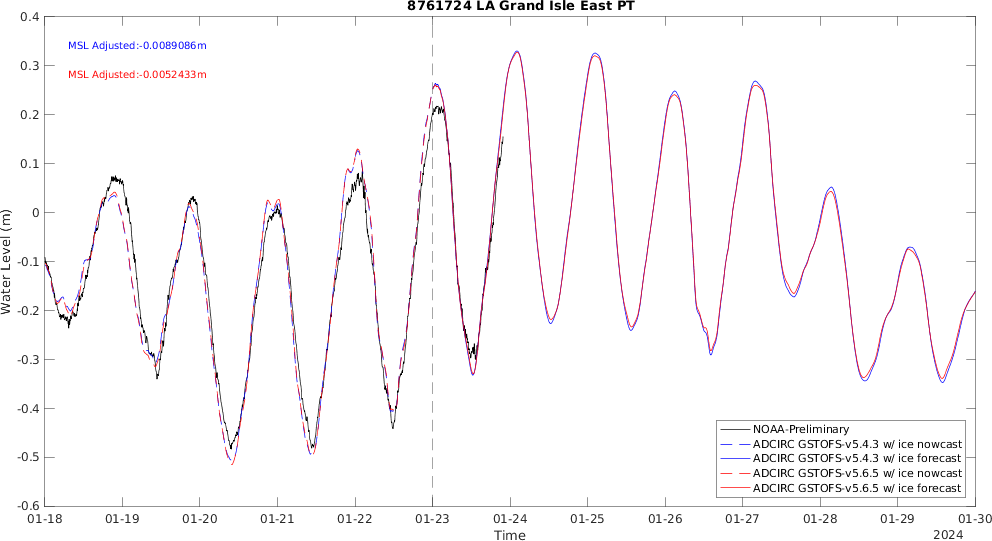 8761724 LA Grand Isle East PT
MSL Adjusted:-0.0089086m
MSL Adjusted:-0.0052433m
Water Level (m)
0.4
0.3
0.2
0.1
0
-0.1
-0.2
-0.3
-0.4
-0.5
-0.6
NOAA-Preliminary
ADCIRC GSTOFS-v5.4.3 w/ ice nowcast
ADCIRC GSTOFS-v5.4.3 w/ ice forecast
ADCIRC GSTOFS-v5.6.5 w/ ice nowcast
ADCIRC GSTOFS-v5.6.5 w/ ice forecast
01-18 01-19 01-20 01-21 01-22 01-23 01-24 01-25 01-26 01-27 01-28 01-29 01-30
Time
2024